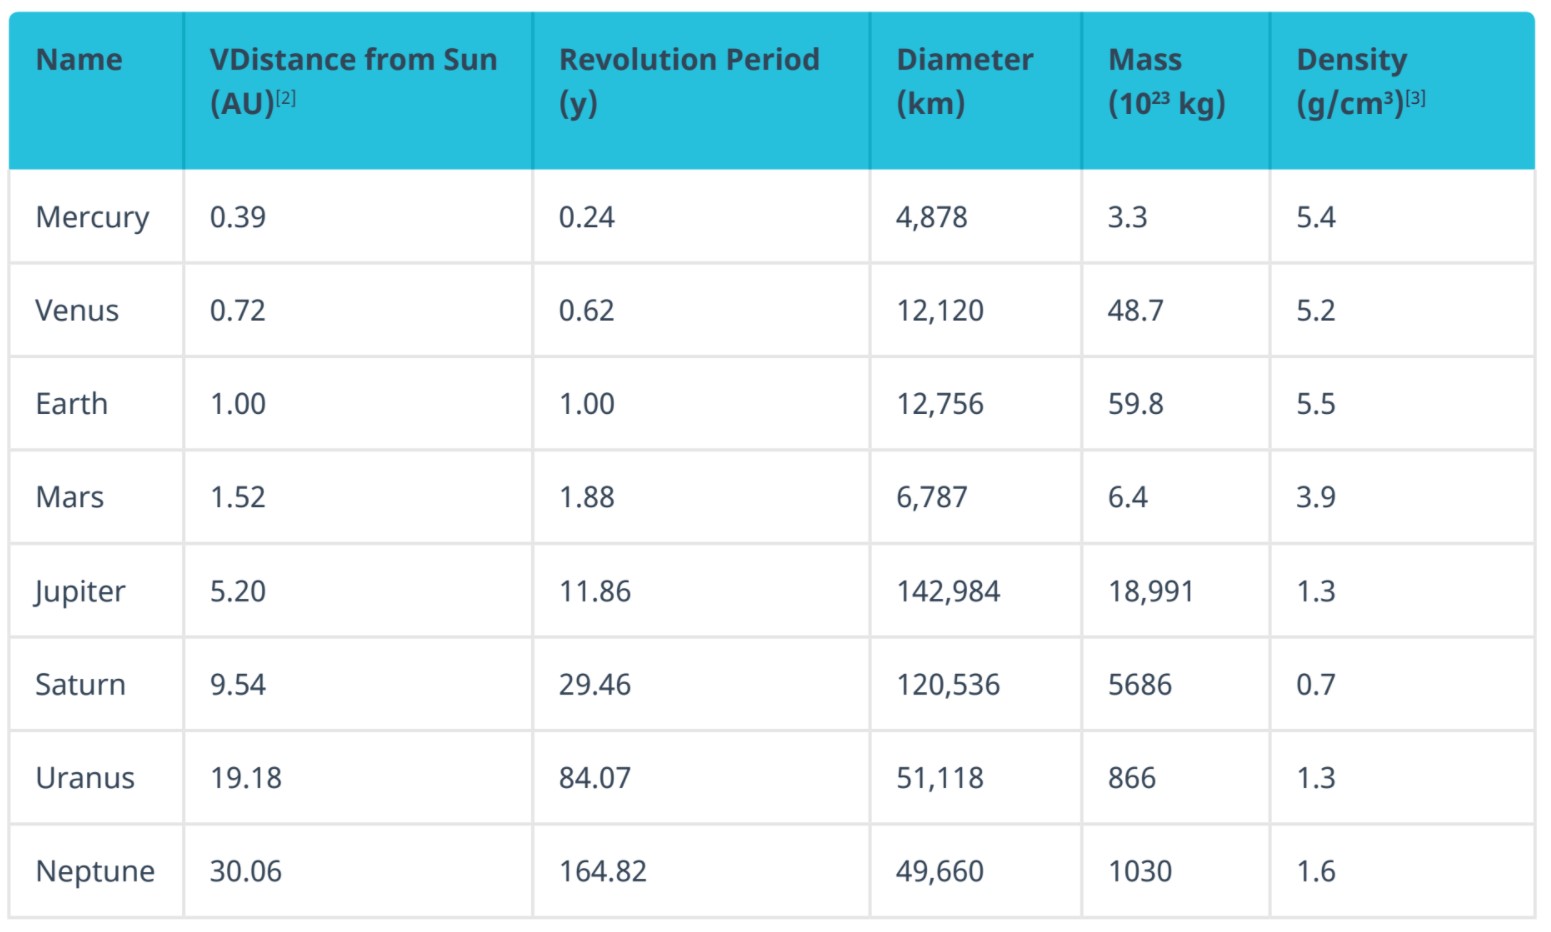 Name VDistance from Sun (AU)[2] Revolution Period (y) Diameter (km) Mass (10²³ kg) Density (g/cm³)[3]
Mercury 0.39 0.24 4,878 3.3 5.4
Venus 0.72 0.62 12,120 48.7 5.2
Earth 1.00 1.00 12,756 59.8 5.5
Mars 1.52 1.88 6,787 6.4 3.9
Jupiter 5.20 11.86 142,984 18,991 1.3
Saturn 9.54 29.46 120,536 5686 0.7
Uranus 19.18 84.07 51,118 866 1.3
Neptune 30.06 164.82 49,660 1030 1.6